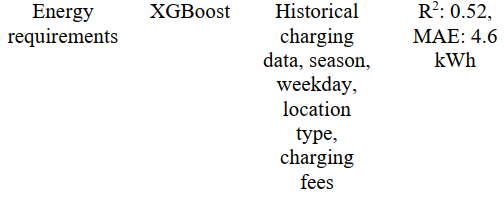 Energy
requirements
XGBoost
Historical
charging
data, season,
weekday,
location
type,
charging
fees
R²: 0.52,
MAE: 4.6
kWh